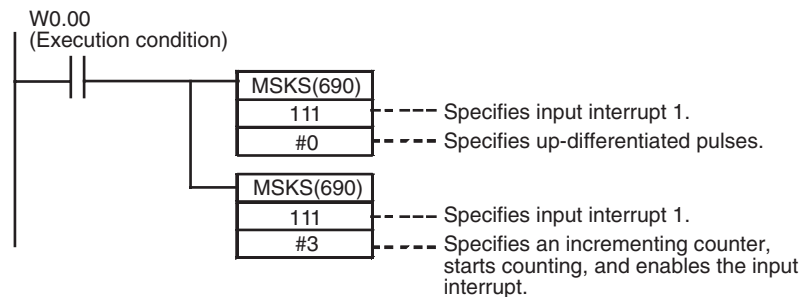 W0.00
(Execution condition)
MSKS(690)
111
Specifies input interrupt 1.
#0
Specifies up-differentiated pulses.
MSKS(690)
111
Specifies input interrupt 1.
#3
Specifies an incrementing counter,
starts counting, and enables the input
interrupt.